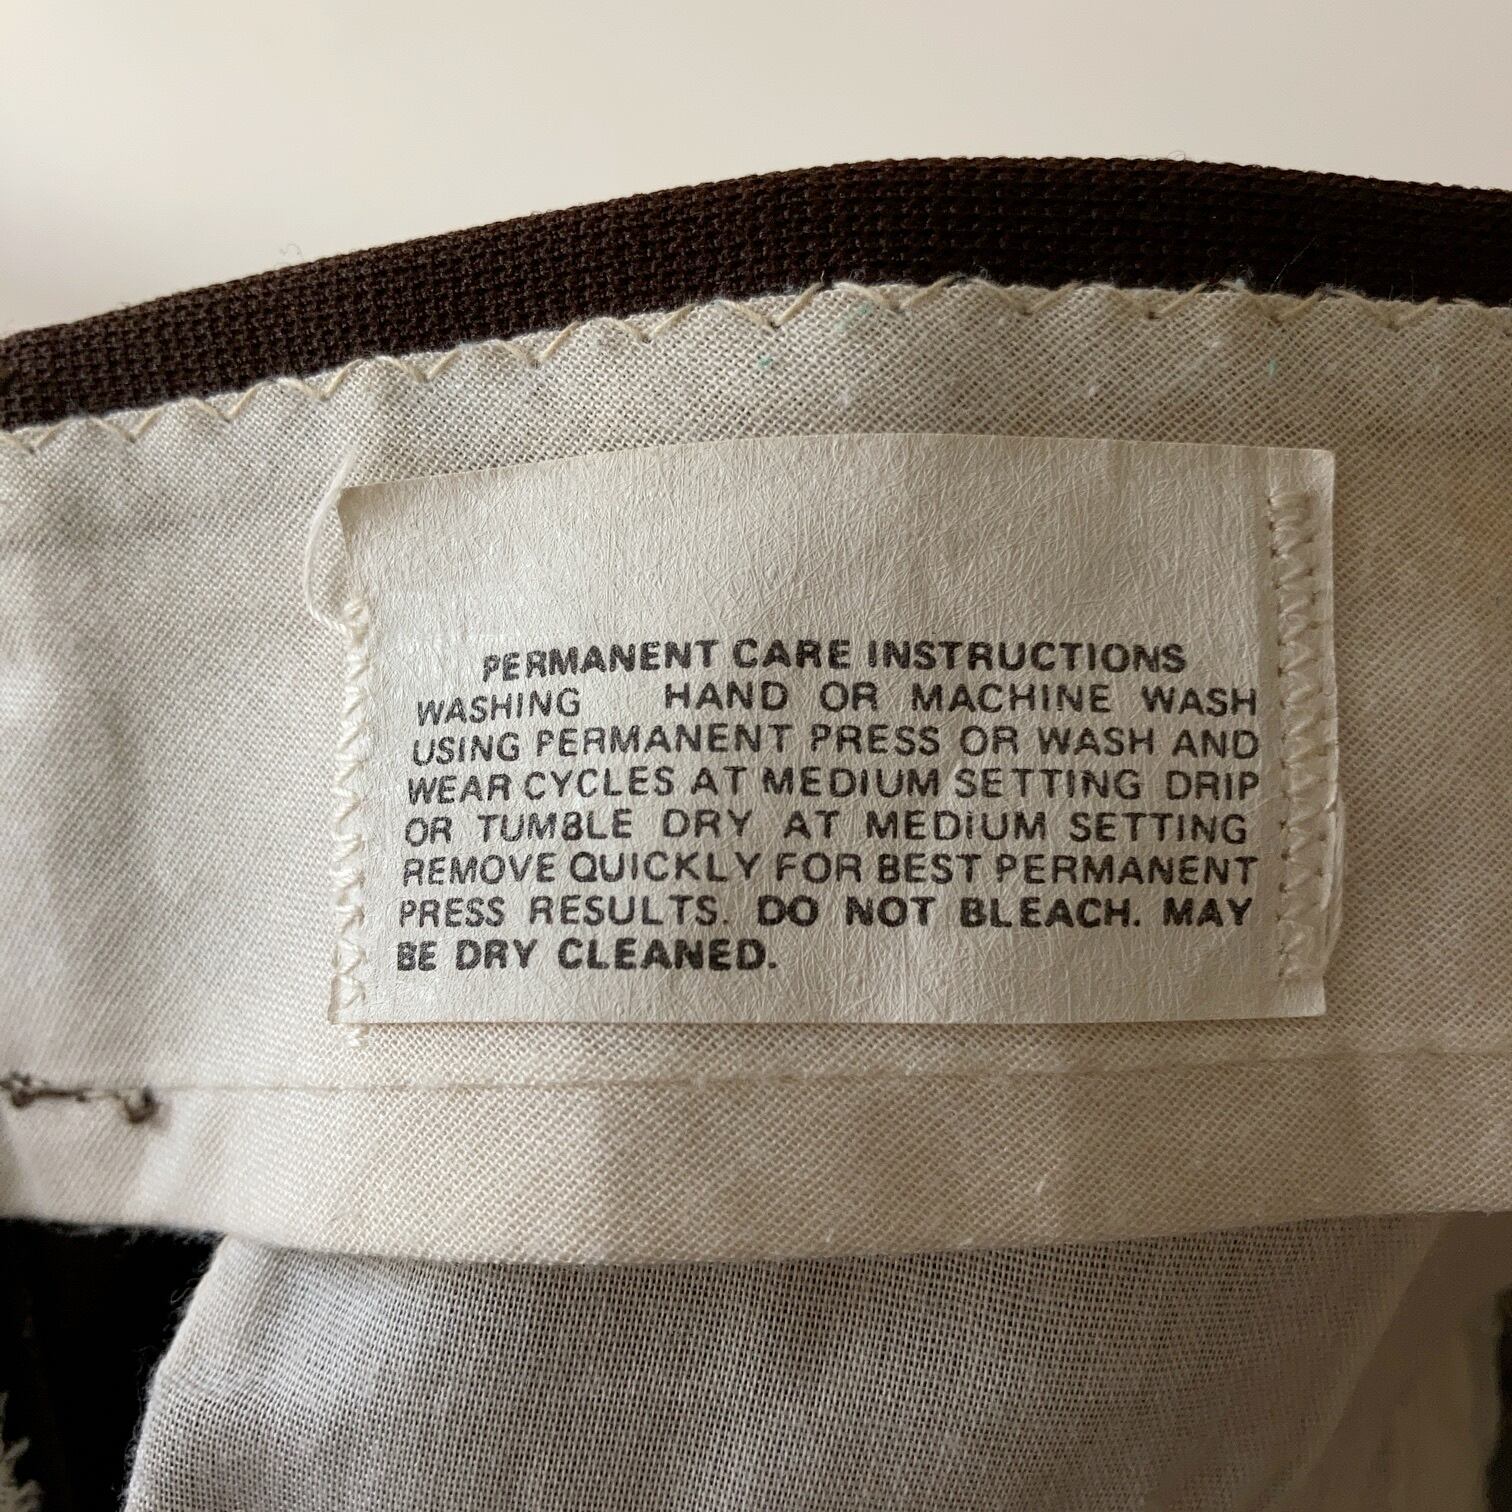 PERMANENT CARE INSTRUCTIONS
WASHING HAND OR MACHINE WASH
USING PERMANENT PRESS OR WASH AND
WEAR CYCLES AT MEDIUM SETTING DRIP
OR TUMBLE DRY AT MEDIUM SETTING
REMOVE QUICKLY FOR BEST PERMANENT
PRESS RESULTS. DO NOT BLEACH. MAY
BE DRY CLEANED.